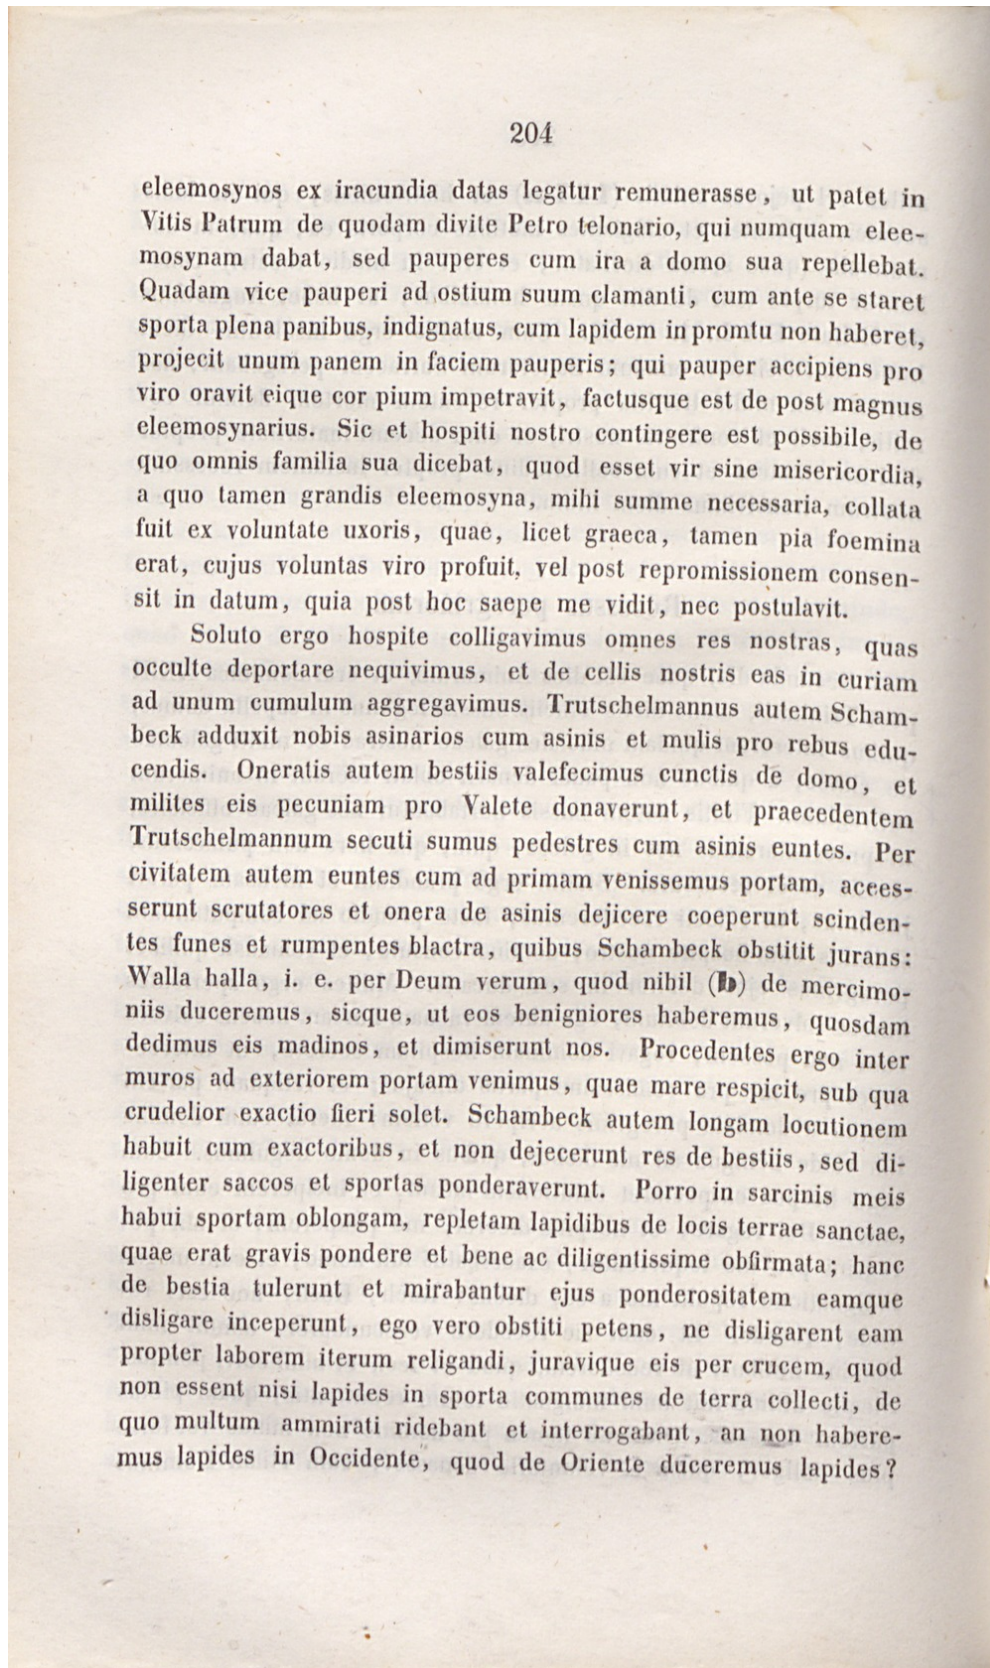 204
eleemosynos ex iracundia datas legatur remunerasse, ut patet in
Vitis Patrum de quodam divite Petro telonario, qui numquam elee-
mosynam dabat, sed pauperes cum ira a domo sua repellebat.
Quadam vice pauperi ad ostium suum clamanti, cum ante se staret
sporta plena panibus, indignatus, cum lapidem in promtu non haberet,
projecit unum panem in faciem pauperis; qui pauper accipiens pro
viro oravit eique cor pium impetravit, factusque est de post magnus
eleemosynarius. Sic et hospiti nostro contingere est possibile, de
quo omnis familia sua dicebat, quod esset vir sine misericordia,
a quo tamen grandis eleemosyna, mihi summe necessaria, collata
fuit ex voluntate uxoris, quae, licet graeca, tamen pia foemina
erat, cujus voluntas viro profuit, vel post repromissionem consen-
sit in datum, quia post hoc saepe me vidit, nec postulavit.
Soluto ergo hospite colligavimus omnes res nostras, quas
occulte deportare nequivimus, et de cellis nostris eas in curiam
ad unum cumulum aggregavimus. Trutschelmannus autem Scham-
beck adduxit nobis asinarios cum asinis et mulis pro rebus edu-
cendis. Oneratis autem bestiis valefecimus cunctis de domo, et
milites eis pecuniam pro Valete donaverunt, et praecedentem
Trutschelmannum secuti sumus pedestres cum asinis euntes. Per
civitatem autem euntes cum ad primam venissemus portam, acces-
serunt scrutatores et onera de asinis dejicere coeperunt scinden-
tes funes et rumpentes blactra, quibus Schambeck obstitit jurans:
Walla halla, i. e. per Deum verum, quod nihil (b) de mercimo-
niis duceremus, sicque, ut eos benigniores haberemus, quosdam
dedimus eis madinos, et dimiserunt nos. Procedentes ergo inter
muros ad exteriorem portam venimus, quae mare respicit, sub qua
crudelior exactio fieri solet. Schambeck autem longam locutionem
habuit cum exactoribus, et non dejecerunt res de bestiis, sed di-
ligenter saccos et sportas ponderaverunt. Porro in sarcinis meis
habui sportam oblongam, repletam lapidibus de locis terrae sanctae,
quae erat gravis pondere et bene ac diligentissime obfirmata; hanc
de bestia tulerunt et mirabantur ejus ponderositatem eamque
disligare inceperunt, ego vero obstiti petens, ne disligarent eam
propter laborem iterum religandi, juravique eis per crucem, quod
non essent nisi lapides in sporta communes de terra collecti, de
quo multum ammirati ridebant et interrogabant, an non habere-
mus lapides in Occidente, quod de Oriente duceremus lapides?